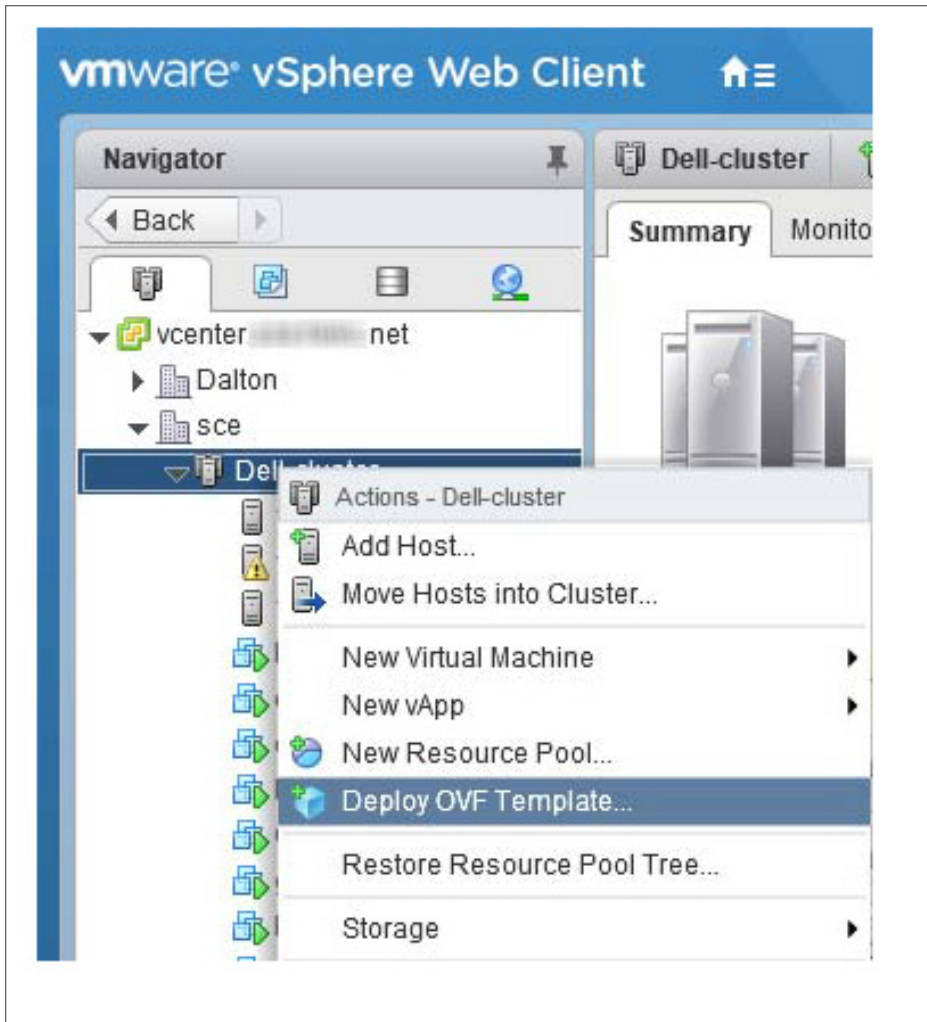 vmware® vSphere Web Client
Navigator
Back
vcenter net
Dalton
sce
Dell-cluster
Dell-cluster
Summary Monito
Actions - Dell-cluster
Add Host...
Move Hosts into Cluster...
New Virtual Machine
New vApp
New Resource Pool...
Deploy OVF Template...
Restore Resource Pool Tree...
Storage